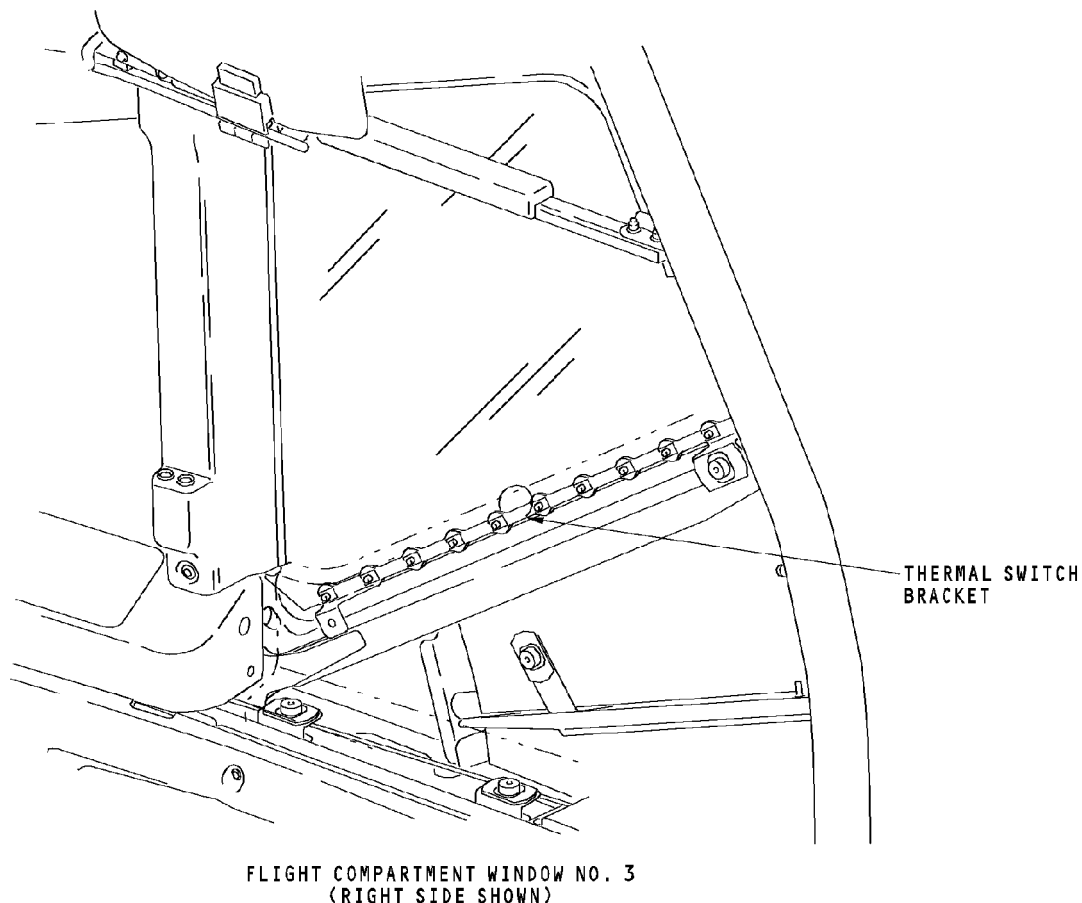 THERMAL SWITCH
BRACKET
FLIGHT COMPARTMENT WINDOW NO. 3
(RIGHT SIDE SHOWN)